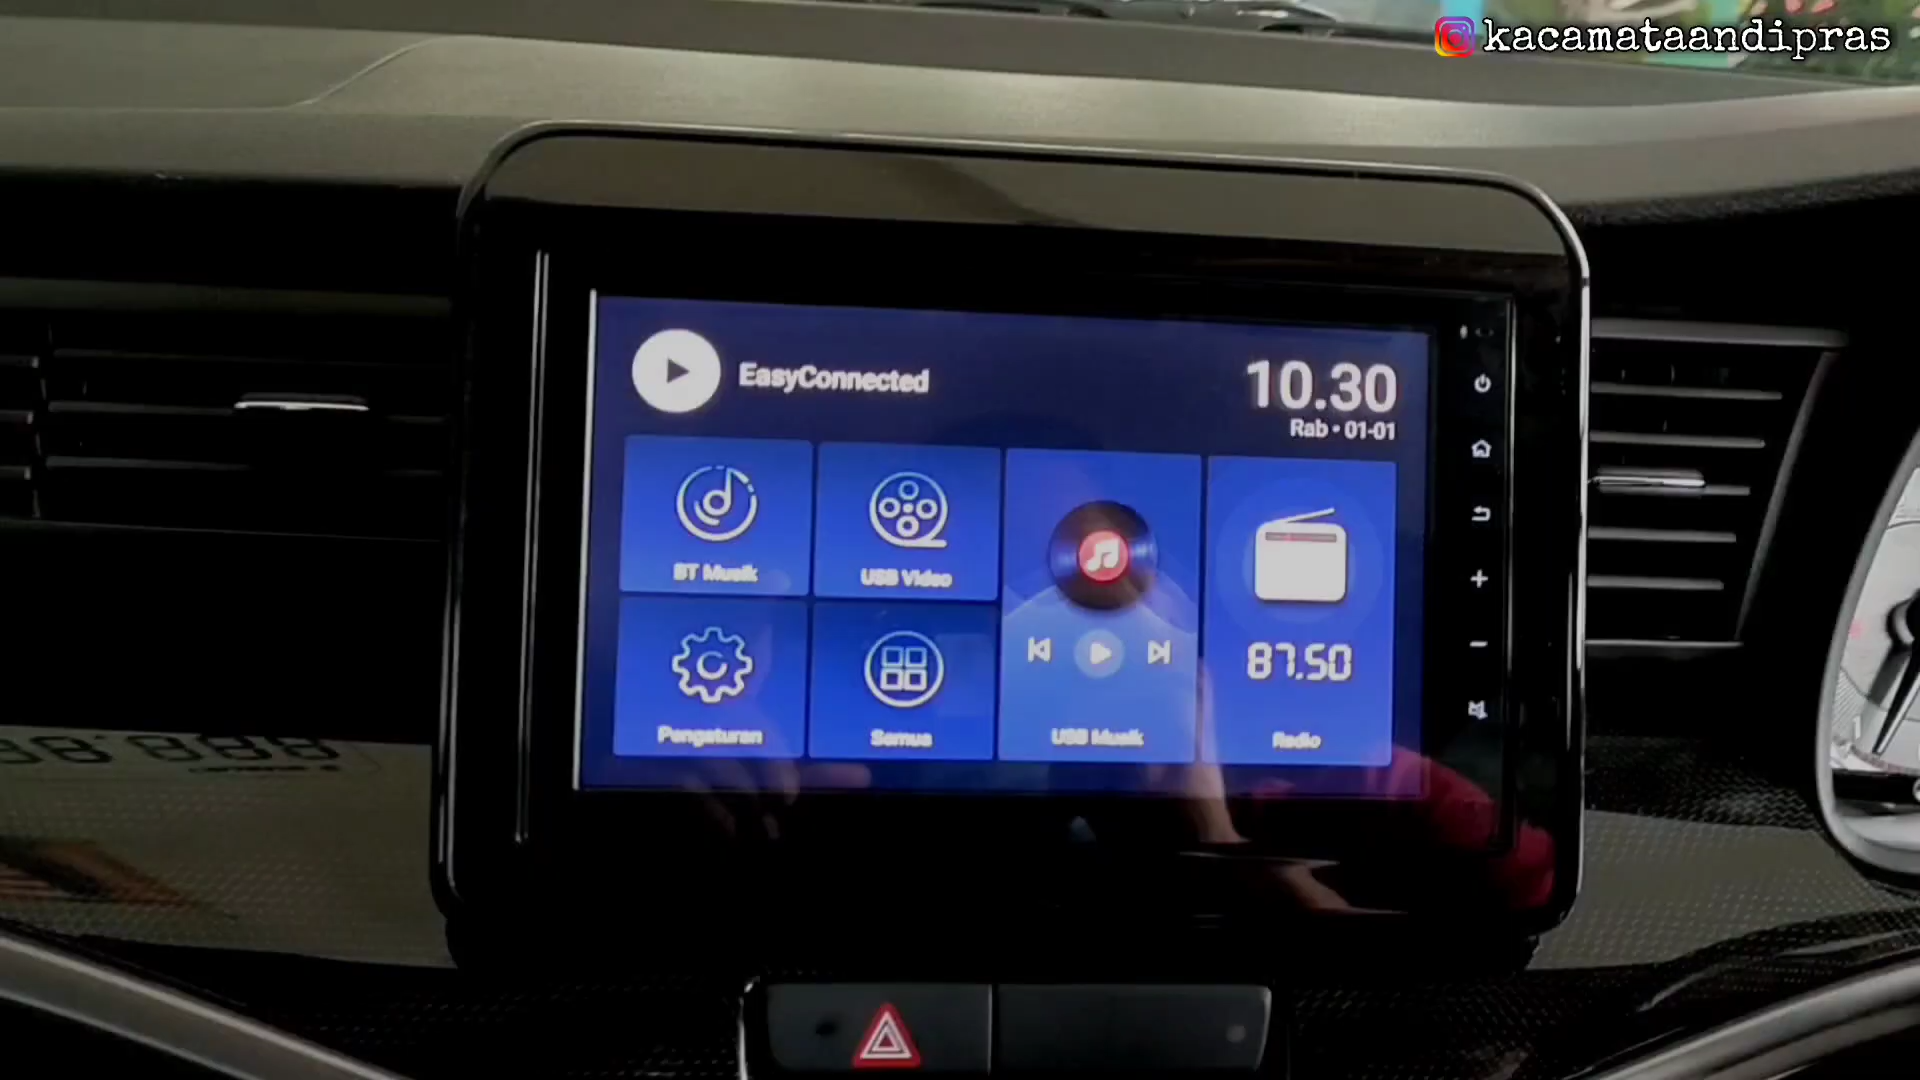 kacamataandipras
EasyConnected
10.30
Rab • 01-01
BT Musik
USB Video
Pengaturan
Semua
USB Musik
87.50
Radio